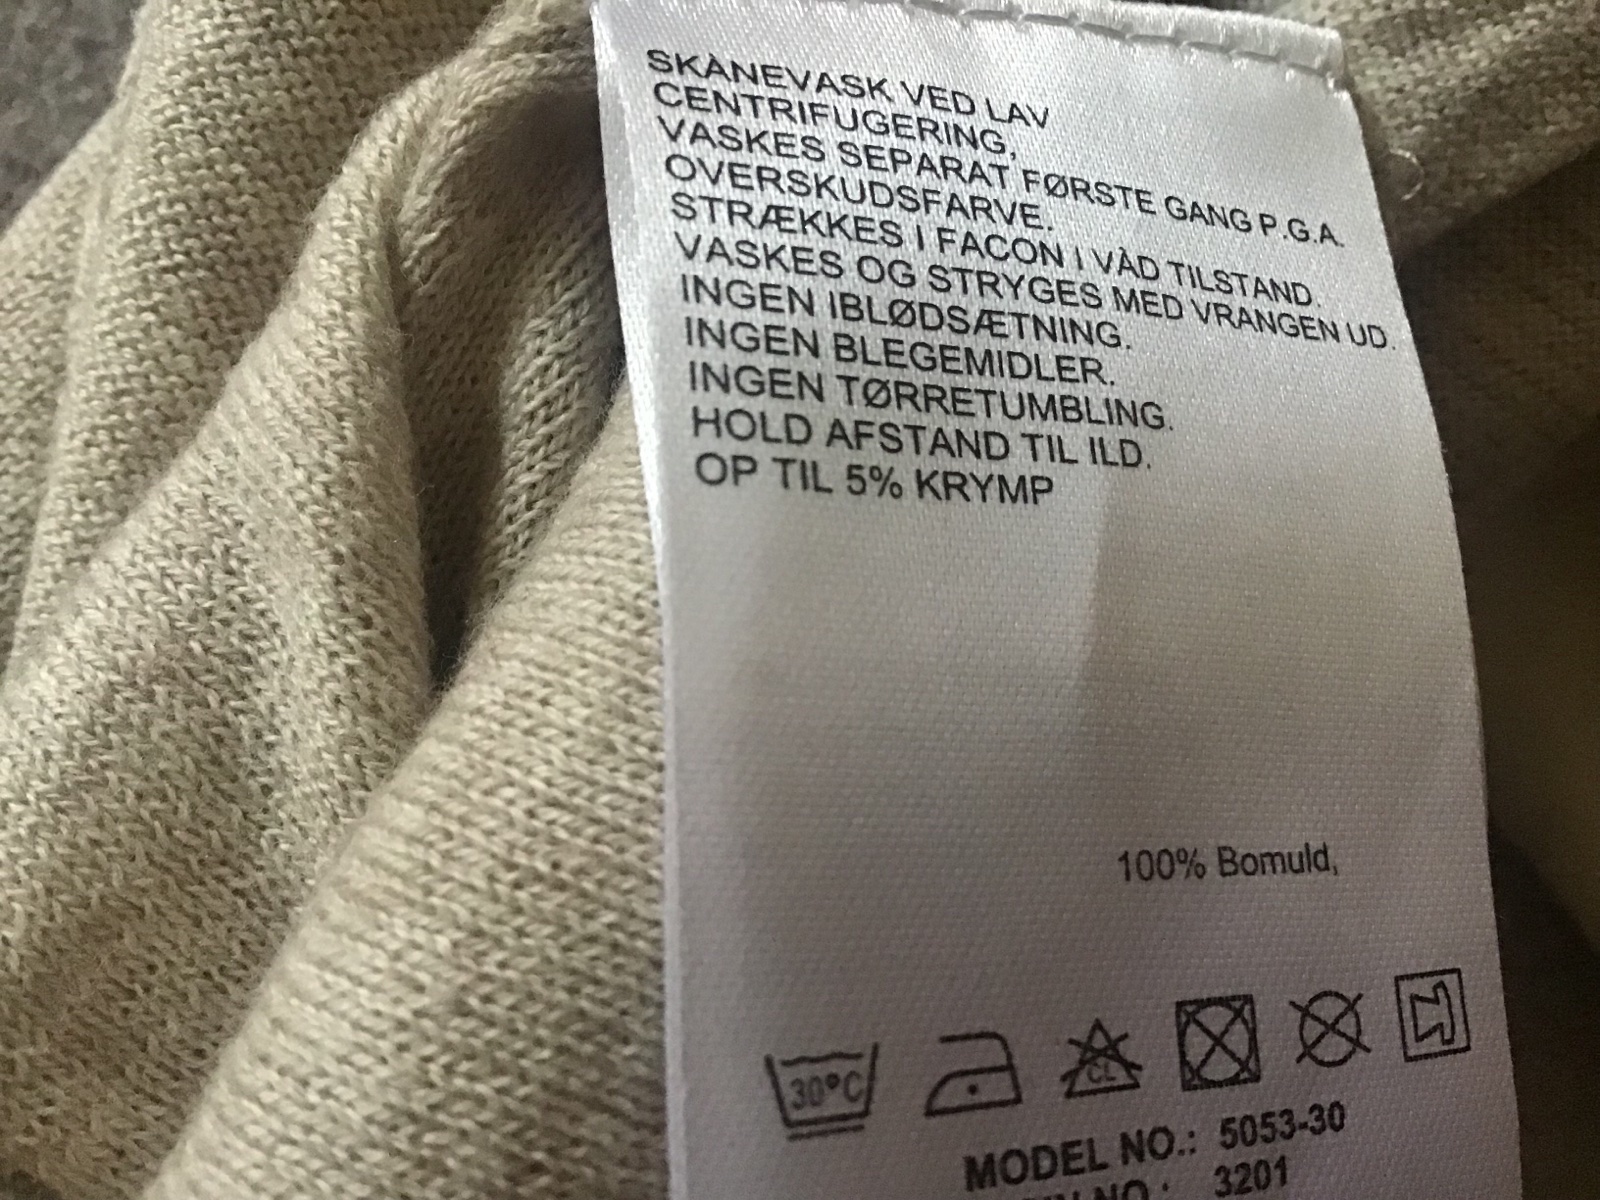 SKÅNEVASK VED LAV
CENTRIFUGERING,
VASKES SEPARAT FØRSTE GANG P.G.A.
OVERSKUDSFARVE.
STRÆKKES I FACON I VÅD TILSTAND.
VASKES OG STRYGES MED VRANGEN UD.
INGEN IBLØDSÆTNING.
INGEN BLEGEMIDLER.
INGEN TØRRETUMBLING.
HOLD AFSTAND TIL ILD.
OP TIL 5% KRYMP
100% Bomuld,
30°C
CL
MODEL NO.: 5053-30
NO.: 3201